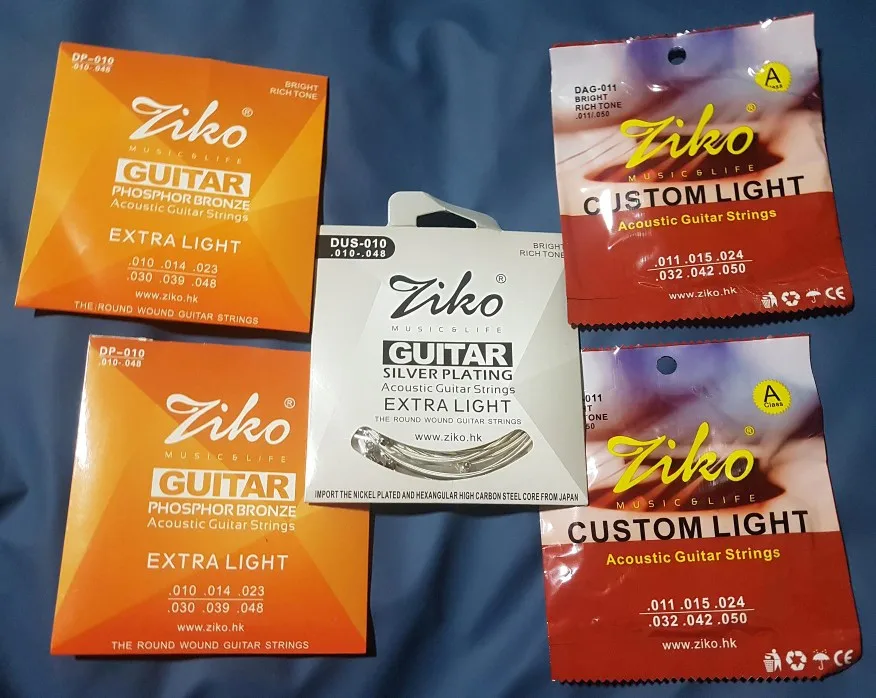 DP-010
.010-.048
BRIGHT
RICH TONE
Ziko®
MUSIC & LIFE
GUITAR
PHOSPHOR BRONZE
Acoustic Guitar Strings
EXTRA LIGHT
.010 .014 .023
.030 .039 .048
www.ziko.hk
THE ROUND WOUND GUITAR STRINGS
DP-010
.010-.048
Ziko®
MUSIC & LIFE
GUITAR
PHOSPHOR BRONZE
Acoustic Guitar Strings
EXTRA LIGHT
.010 .014 .023
.030 .039 .048
www.ziko.hk
THE ROUND WOUND GUITAR STRINGS
DUS-010
.010-.048
BRIGHT
RICH TONE
Ziko®
MUSIC & LIFE
GUITAR
SILVER PLATING
Acoustic Guitar Strings
EXTRA LIGHT
THE ROUND WOUND GUITAR STRINGS
www.ziko.hk
IMPORT THE NICKEL PLATED AND HEXANGULAR HIGH CARBON STEEL CORE FROM JAPAN
DAG-011
BRIGHT
RICH TONE
.011/.050
A
Class
Ziko®
MUSIC & LIFE
CUSTOM LIGHT
Acoustic Guitar Strings
.011 .015 .024
.032 .042 .050
www.ziko.hk
CE
-011
TONE
A
Class
Ziko®
MUSIC & LIFE
CUSTOM LIGHT
Acoustic Guitar Strings
.011 .015 .024
.032 .042 .050
www.ziko.hk
CE